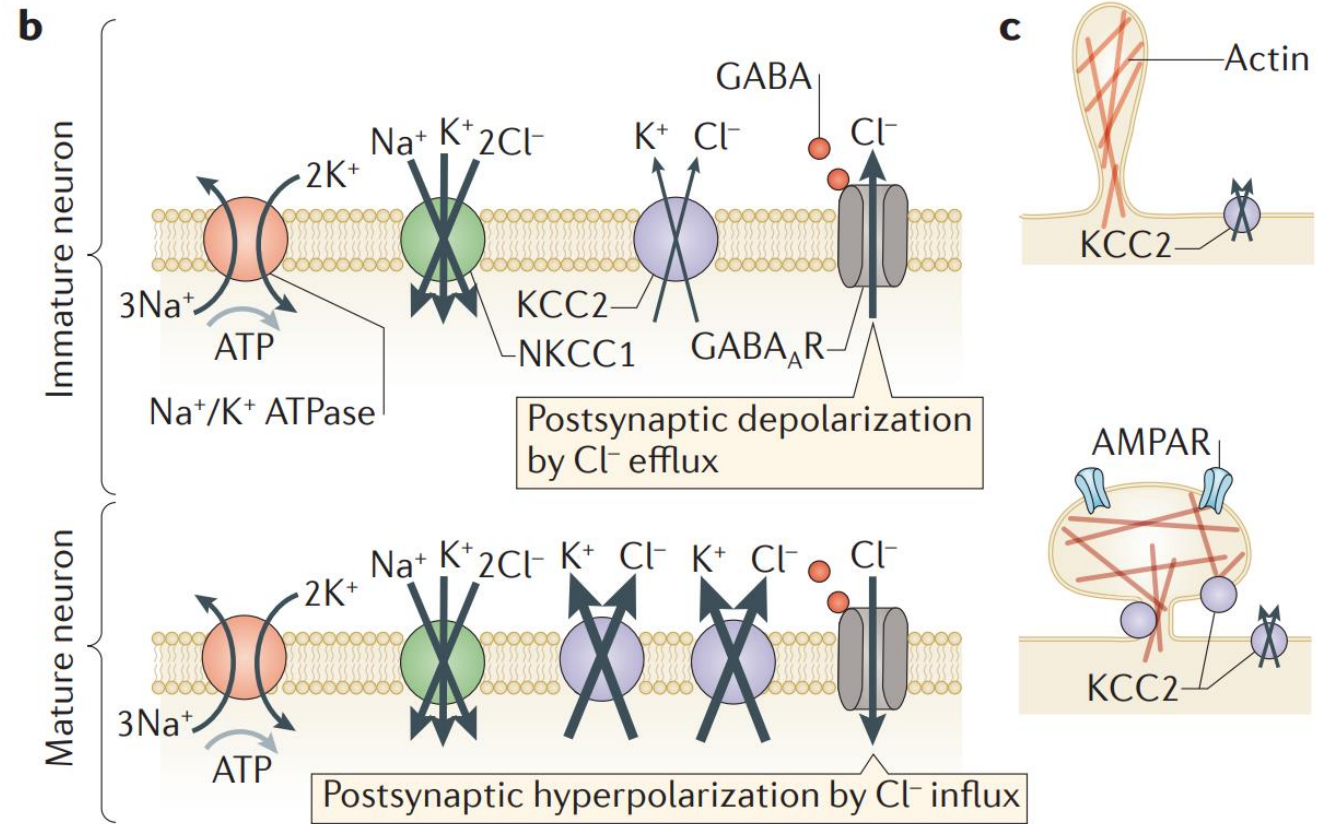 b
Immature neuron
GABA
Na⁺ K⁺ 2Cl⁻
K⁺ Cl⁻
Cl⁻
2K⁺
3Na⁺
ATP
KCC2
NKCC1
GABA_AR
Na⁺/K⁺ ATPase
Postsynaptic depolarization
by Cl⁻ efflux
Mature neuron
Na⁺ K⁺ 2Cl⁻
K⁺ Cl⁻
K⁺ Cl⁻
Cl⁻
2K⁺
3Na⁺
ATP
Postsynaptic hyperpolarization by Cl⁻ influx
c
Actin
KCC2
AMPAR
KCC2